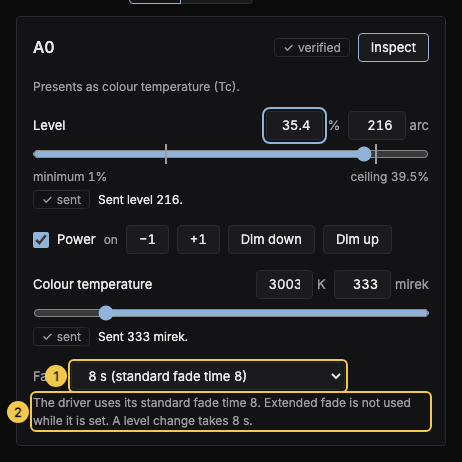 A0
✓ verified
Inspect
Presents as colour temperature (Tc).
Level
35.4 %
216 arc
minimum 1%
ceiling 39.5%
✓ sent
Sent level 216.
Power on
−1
+1
Dim down
Dim up
Colour temperature
3003 K
333 mirek
✓ sent
Sent 333 mirek.
1
8 s (standard fade time 8)
2
The driver uses its standard fade time 8. Extended fade is not used
while it is set. A level change takes 8 s.